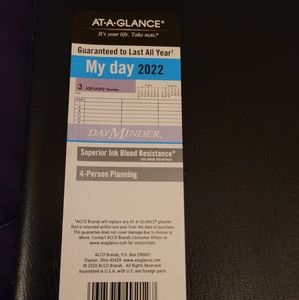 AT-A-GLANCE®
It's your life. Take note.®
Guaranteed to Last All Year†
My day 2022
3 January Monday
DAYMINDER®
Superior Ink Bleed Resistance*
4-Person Planning
†ACCO Brands will replace any AT-A-GLANCE® planner
that is returned within one year from the date of purchase.
This guarantee does not cover damage due to misuse or
abuse. Contact ACCO Brands Consumer Affairs at
www.ataglance.com for instructions.
ACCO Brands, P.O. Box 290001
Dayton, Ohio 45429 www.ataglance.com
© 2020 ACCO Brands. All Rights Reserved.
Assembled in U.S.A. with U.S. and foreign parts